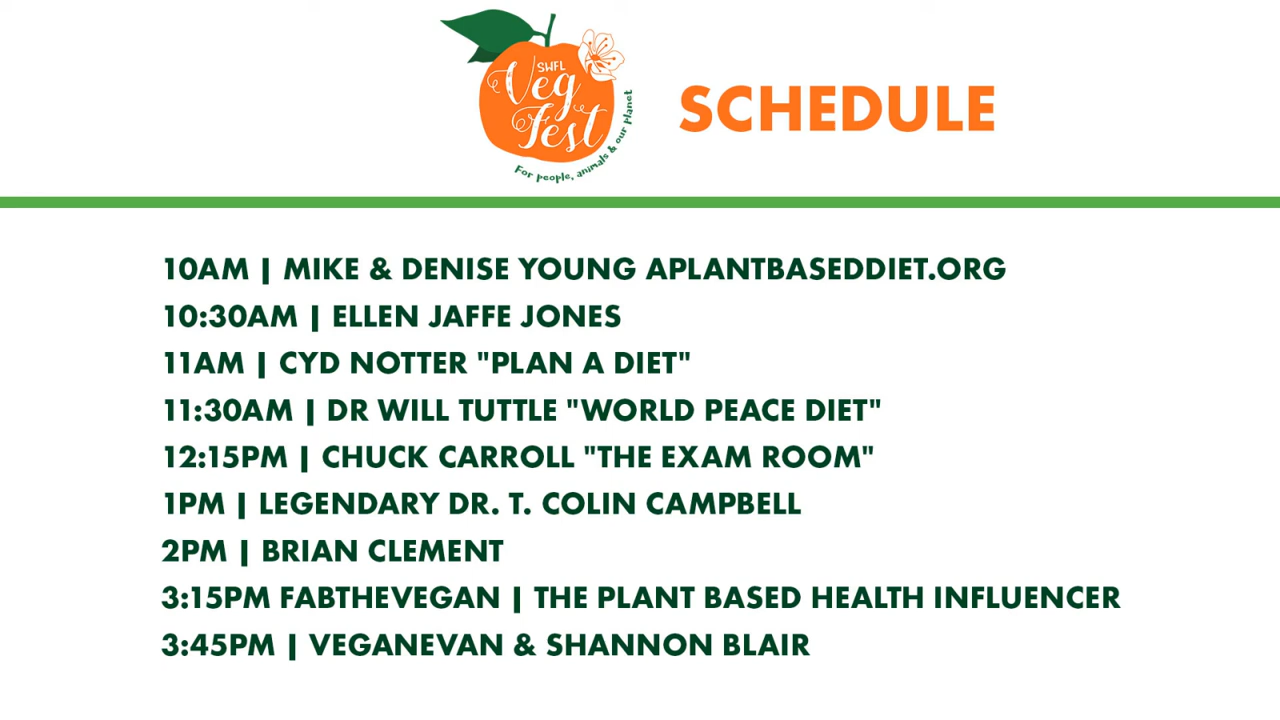 SWFL
Veg
Fest
For people, animals & our planet
SCHEDULE
10AM | MIKE & DENISE YOUNG APLANTBASEDDIET.ORG
10:30AM | ELLEN JAFFE JONES
11AM | CYD NOTTER "PLAN A DIET"
11:30AM | DR WILL TUTTLE "WORLD PEACE DIET"
12:15PM | CHUCK CARROLL "THE EXAM ROOM"
1PM | LEGENDARY DR. T. COLIN CAMPBELL
2PM | BRIAN CLEMENT
3:15PM FABTHEVEGAN | THE PLANT BASED HEALTH INFLUENCER
3:45PM | VEGANEVAN & SHANNON BLAIR